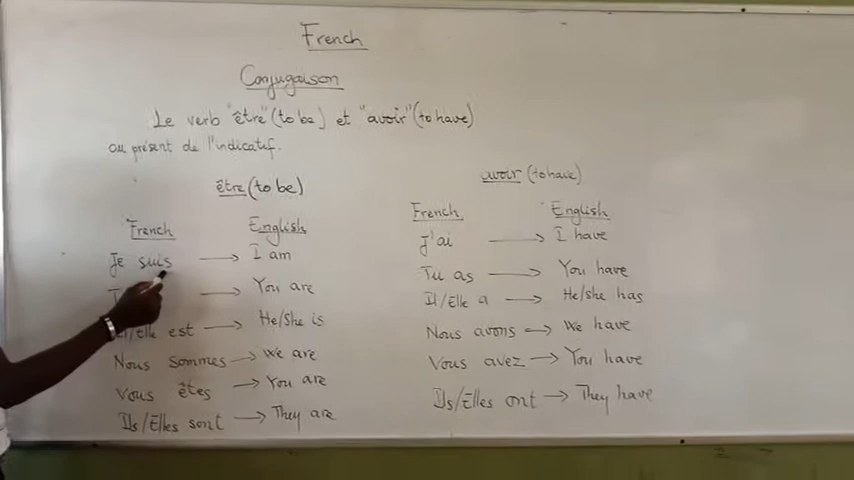 French
Conjugaison
Le verb "être" (to be) et "avoir" (to have)
au présent de l'indicatif.
être (to be)
French English
Je suis → I am
→ You are
Il/Elle est → He/She is
Nous sommes → We are
Vous êtes → You are
Ils/Elles sont → They are
avoir (to have)
French English
J'ai → I have
Tu as → You have
Il/Elle a → He/she has
Nous avons → We have
Vous avez → You have
Ils/Elles ont → They have